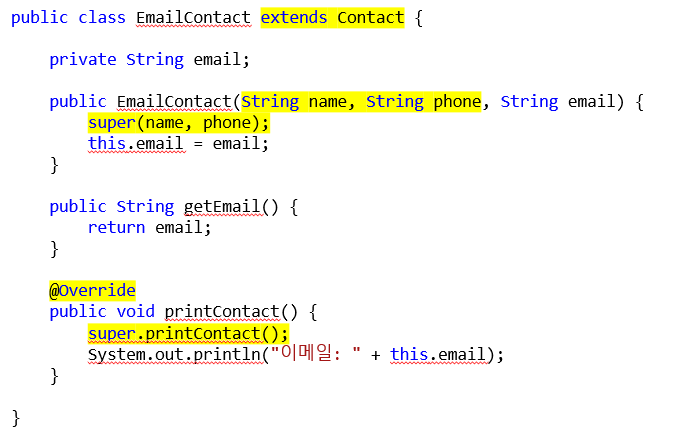 public class EmailContact extends Contact {
private String email;
public EmailContact(String name, String phone, String email) {
super(name, phone);
this.email = email;
}
public String getEmail() {
return email;
}
@Override
public void printContact() {
super.printContact();
System.out.println("이메일: " + this.email);
}
}